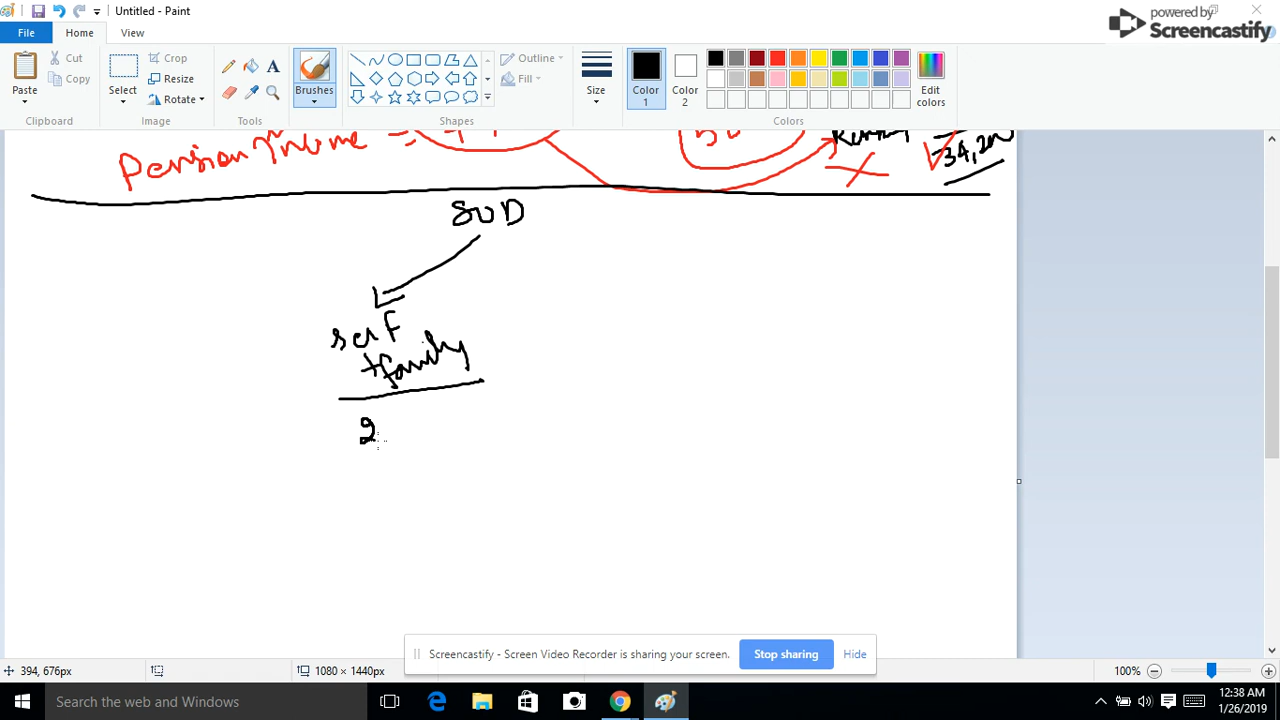 Untitled - Paint
powered by
Screencastify
File Home View
Paste
Cut
Copy
Clipboard
Select
Crop
Resize
Rotate
Image
Tools
Brushes
Outline
Fill
Shapes
Size
Color 1
Color 2
Edit colors
Colors
Pension Income
80 D
self
+family
2
Screencastify - Screen Video Recorder is sharing your screen.
Stop sharing
Hide
394, 676px
1080 × 1440px
100%
Search the web and Windows
12:38 AM
1/26/2019